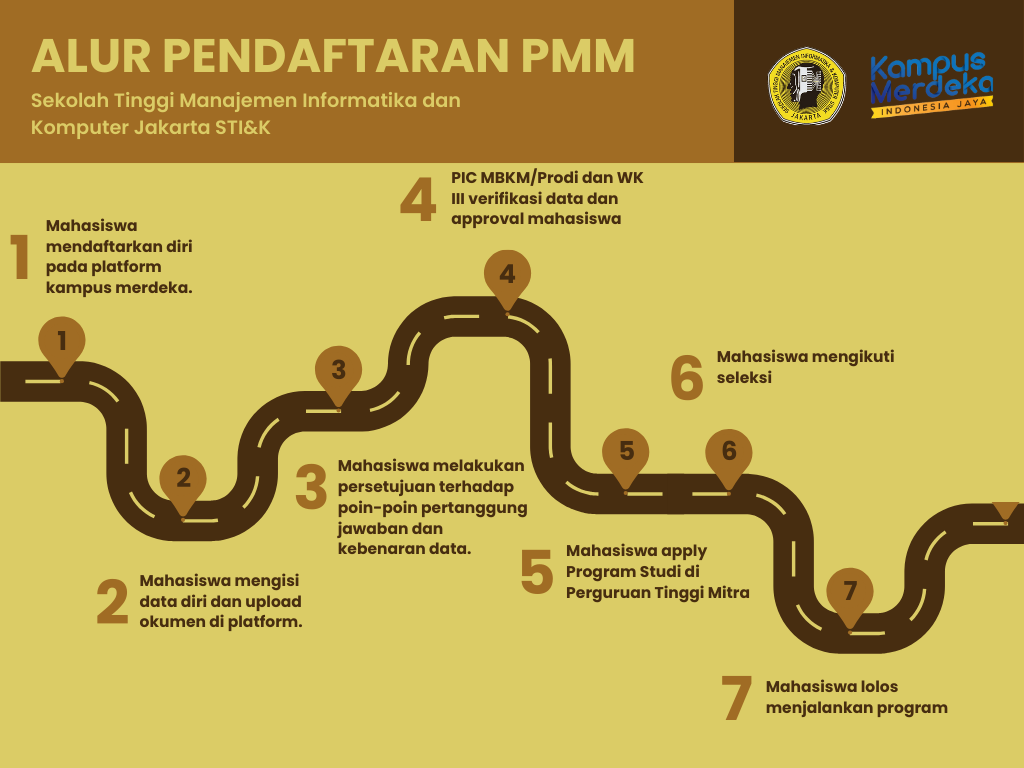 ALUR PENDAFTARAN PMM
Sekolah Tinggi Manajemen Informatika dan
Komputer Jakarta STI&K
Kampus
Merdeka
INDONESIA JAYA
JAKARTA
1
Mahasiswa
mendaftarkan diri
pada platform
kampus merdeka.
4
PIC MBKM/Prodi dan WK
III verifikasi data dan
approval mahasiswa
1
2
3
4
5
6
7
6
Mahasiswa mengikuti
seleksi
3
Mahasiswa melakukan
persetujuan terhadap
poin-poin pertanggung
jawaban dan
kebenaran data.
2
Mahasiswa mengisi
data diri dan upload
okumen di platform.
5
Mahasiswa apply
Program Studi di
Perguruan Tinggi Mitra
7
Mahasiswa lolos
menjalankan program